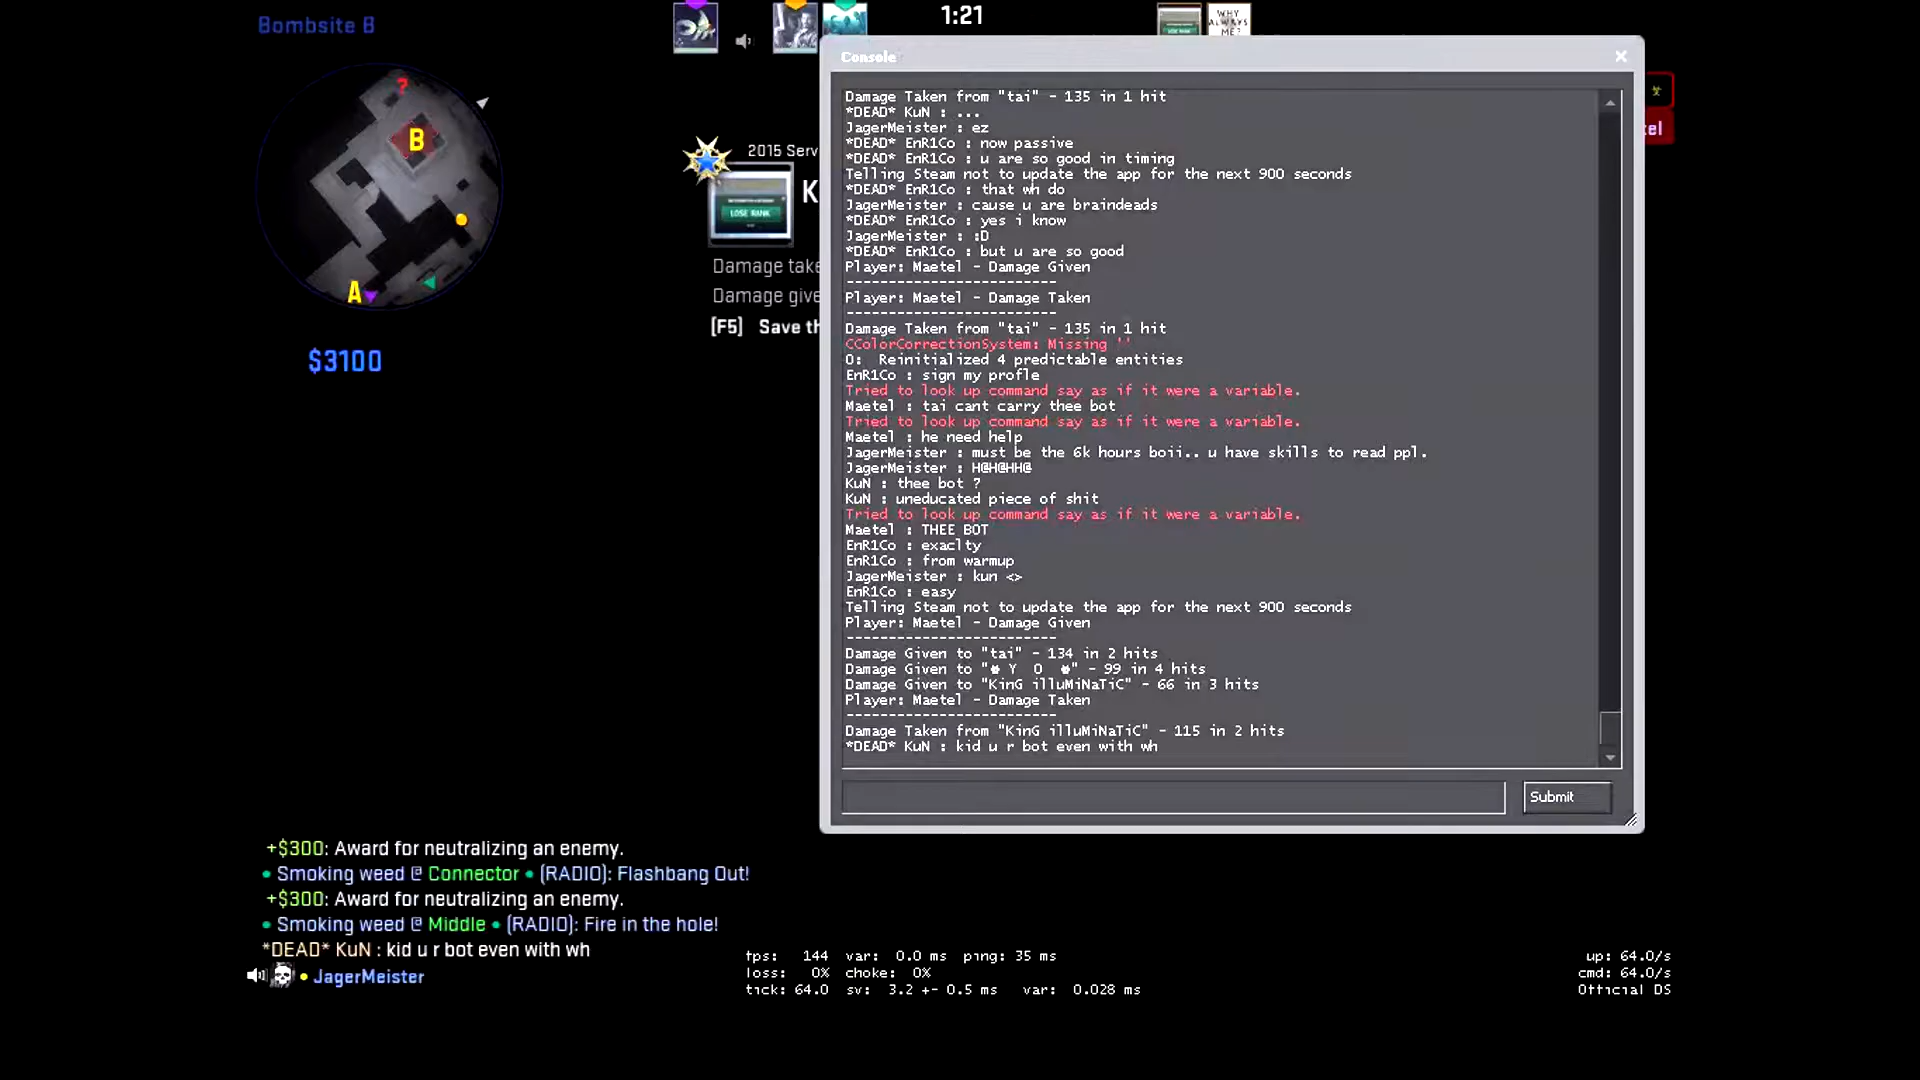 Bombsite B
1:21
WHY ALWAYS ME?
B
?
A
$3100
2015 Serv
K
LOSE RANK
Damage take
Damage give
[F5] Save th
Console
Damage Taken from "tai" - 135 in 1 hit
*DEAD* KuN : ...
JagerMeister : ez
*DEAD* EnR1Co : now passive
*DEAD* EnR1Co : u are so good in timing
Telling Steam not to update the app for the next 900 seconds
*DEAD* EnR1Co : that wh do
JagerMeister : cause u are braindeads
*DEAD* EnR1Co : yes i know
JagerMeister : :D
*DEAD* EnR1Co : but u are so good
Player: Maetel - Damage Given
-------------------------
Player: Maetel - Damage Taken
-------------------------
Damage Taken from "tai" - 135 in 1 hit
CColorCorrectionSystem: Missing ''
0:  Reinitialized 4 predictable entities
EnR1Co : sign my profle
Tried to look up command say as if it were a variable.
Maetel : tai cant carry thee bot
Tried to look up command say as if it were a variable.
Maetel : he need help
JagerMeister : must be the 6k hours boii.. u have skills to read ppl.
JagerMeister : H@H@HH@
KuN : thee bot ?
KuN : uneducated piece of shit
Tried to look up command say as if it were a variable.
Maetel : THEE BOT
EnR1Co : exaclty
EnR1Co : from warmup
JagerMeister : kun <>
EnR1Co : easy
Telling Steam not to update the app for the next 900 seconds
Player: Maetel - Damage Given
-------------------------
Damage Given to "tai" - 134 in 2 hits
Damage Given to "Y O" - 99 in 4 hits
Damage Given to "KinG illuMiNaTiC" - 66 in 3 hits
Player: Maetel - Damage Taken
-------------------------
Damage Taken from "KinG illuMiNaTiC" - 115 in 2 hits
*DEAD* KuN : kid u r bot even with wh
Submit
+$300: Award for neutralizing an enemy.
• Smoking weed @ Connector • (RADIO): Flashbang Out!
+$300: Award for neutralizing an enemy.
• Smoking weed @ Middle • (RADIO): Fire in the hole!
*DEAD* KuN : kid u r bot even with wh
• JagerMeister
fps: 144 var: 0.0 ms ping: 35 ms
loss: 0% choke: 0%
tick: 64.0 sv: 3.2 +- 0.5 ms var: 0.028 ms
up: 64.0/s
cmd: 64.0/s
Official DS